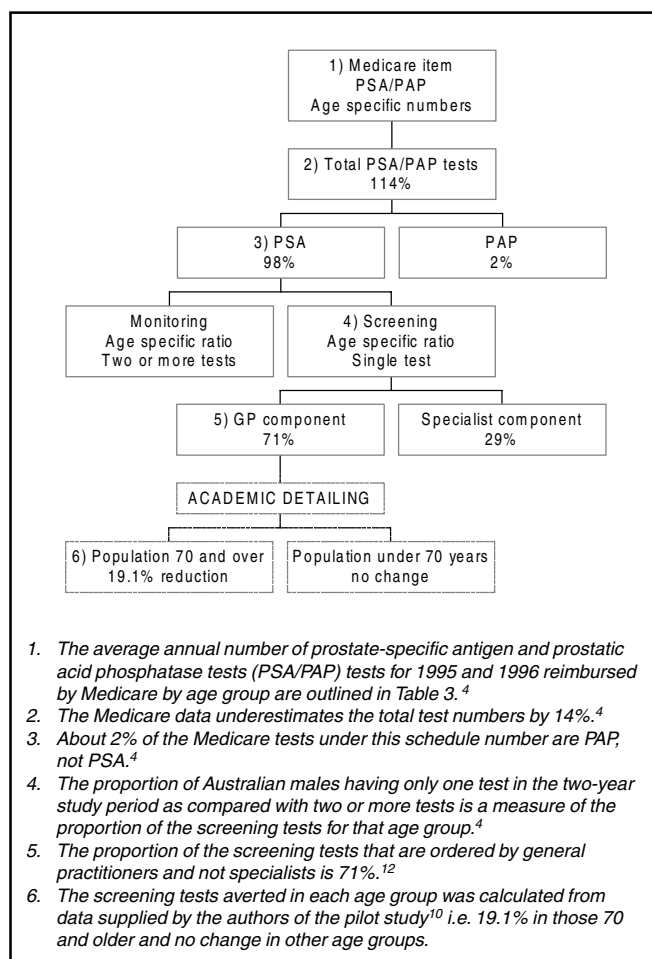 1) Medicare item
PSA/PAP
Age specific numbers
2) Total PSA/PAP tests
114%
3) PSA
98%
PAP
2%
Monitoring
Age specific ratio
Two or more tests
4) Screening
Age specific ratio
Single test
5) GP component
71%
Specialist component
29%
ACADEMIC DETAILING
6) Population 70 and over
19.1% reduction
Population under 70 years
no change
1. The average annual number of prostate-specific antigen and prostatic
acid phosphatase tests (PSA/PAP) tests for 1995 and 1996 reimbursed
by Medicare by age group are outlined in Table 3.4
2. The Medicare data underestimates the total test numbers by 14%.4
3. About 2% of the Medicare tests under this schedule number are PAP,
not PSA.4
4. The proportion of Australian males having only one test in the two-year
study period as compared with two or more tests is a measure of the
proportion of the screening tests for that age group.4
5. The proportion of the screening tests that are ordered by general
practitioners and not specialists is 71%.12
6. The screening tests averted in each age group was calculated from
data supplied by the authors of the pilot study10 i.e. 19.1% in those 70
and older and no change in other age groups.